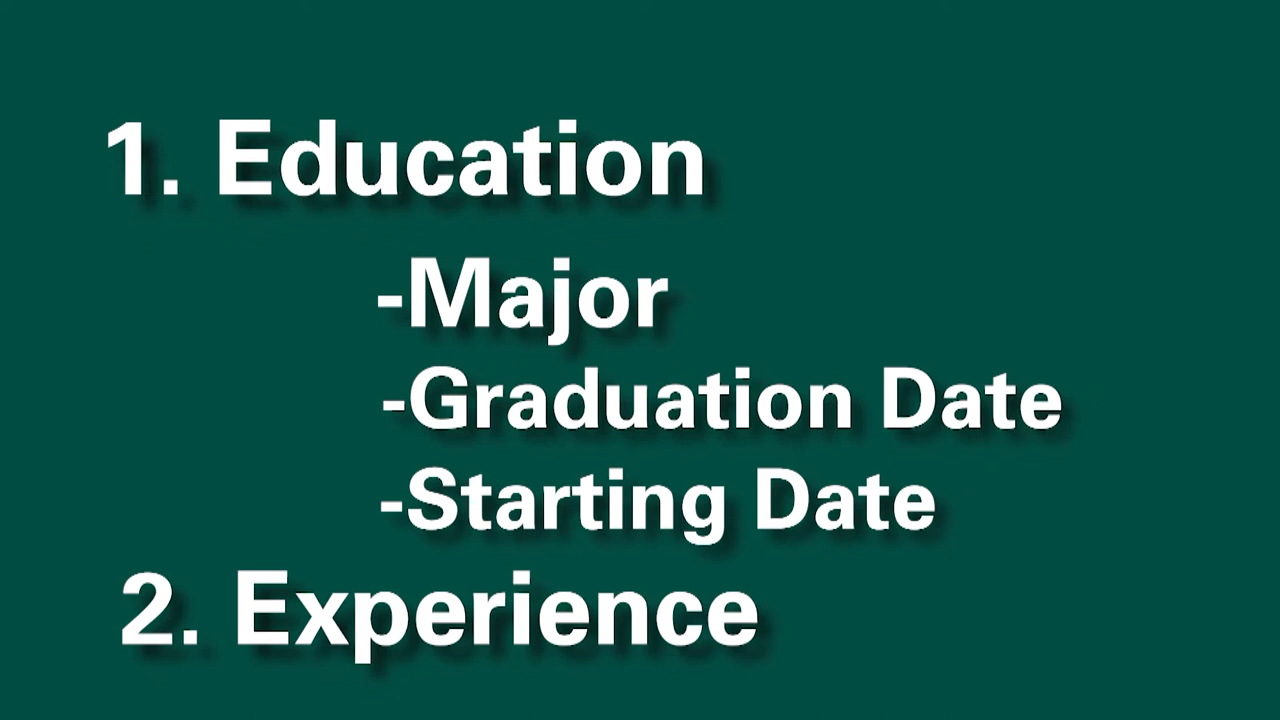 1. Education
-Major
-Graduation Date
-Starting Date
2. Experience